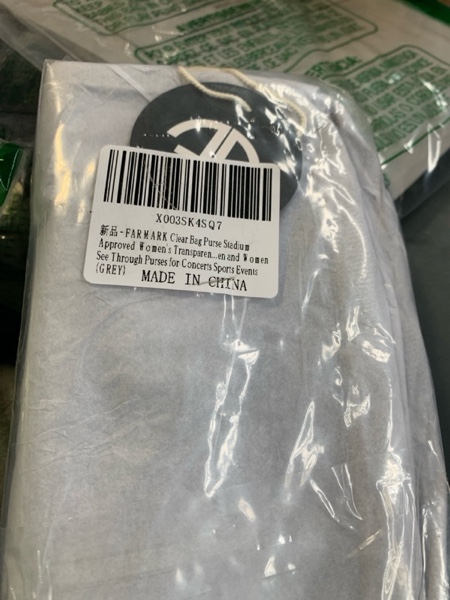 X003SK4SQ7
新品-FARMARK Clear Bag Purse Stadium
Approved Women's Transparen...en and Women
See Through Purses for Concerts Sports Events
(GREY)
MADE IN CHINA